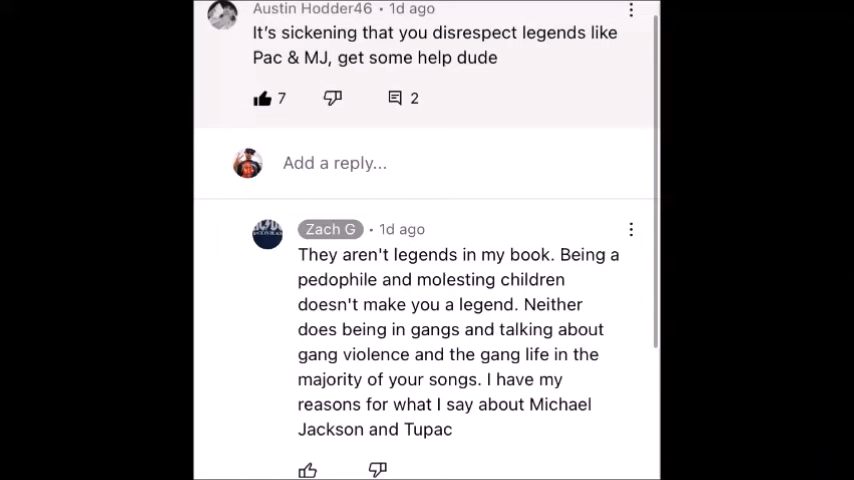 Austin Hodder46 • 1d ago
It's sickening that you disrespect legends like
Pac & MJ, get some help dude
7
2
Add a reply...
Zach G • 1d ago
They aren't legends in my book. Being a
pedophile and molesting children
doesn't make you a legend. Neither
does being in gangs and talking about
gang violence and the gang life in the
majority of your songs. I have my
reasons for what I say about Michael
Jackson and Tupac